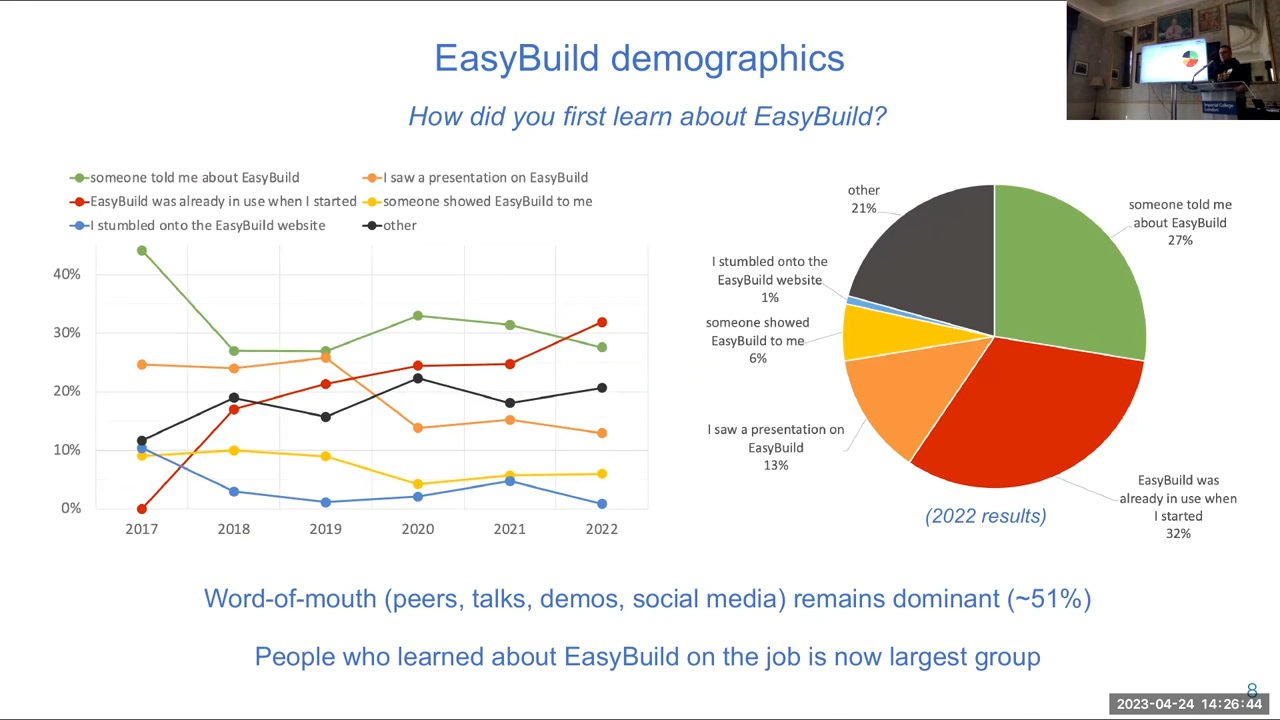 EasyBuild demographics
How did you first learn about EasyBuild?
Imperial College
London
someone told me about EasyBuild
I saw a presentation on EasyBuild
EasyBuild was already in use when I started
someone showed EasyBuild to me
I stumbled onto the EasyBuild website
other
40%
30%
20%
10%
0%
2017 2018 2019 2020 2021 2022
other
21%
someone told me
about EasyBuild
27%
I stumbled onto the
EasyBuild website
1%
someone showed
EasyBuild to me
6%
I saw a presentation on
EasyBuild
13%
EasyBuild was
already in use when
I started
32%
(2022 results)
Word-of-mouth (peers, talks, demos, social media) remains dominant (~51%)
People who learned about EasyBuild on the job is now largest group
8
2023-04-24 14:26:44